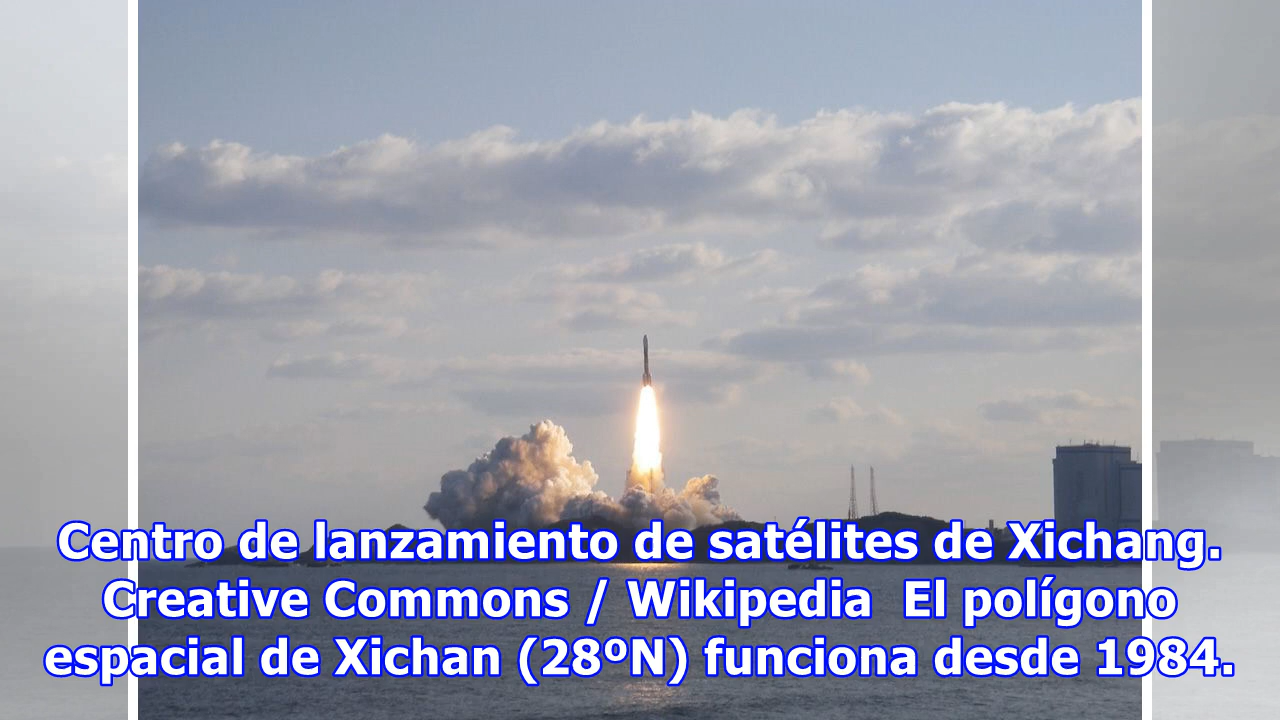 Centro de lanzamiento de satélites de Xichang.
Creative Commons / Wikipedia  El polígono
espacial de Xichan (28ºN) funciona desde 1984.